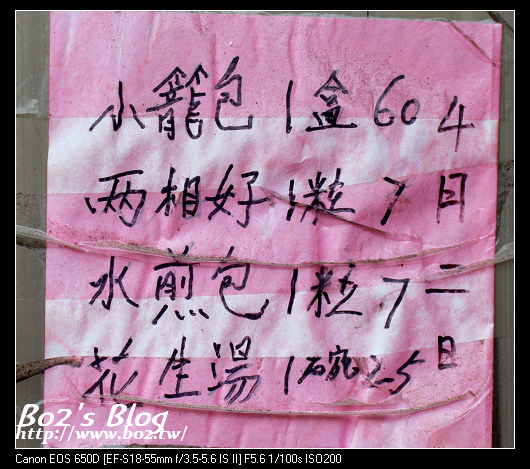 小籠包 1盒 60
两相好 1粒 7
水煎包 1粒 7
花生湯 1碗 25
4月二日
Bo2's Blog
http://www.bo2.tw/
Canon EOS 650D [EF-S18-55mm f/3.5-5.6 IS II] F5.6 1/100s ISO200